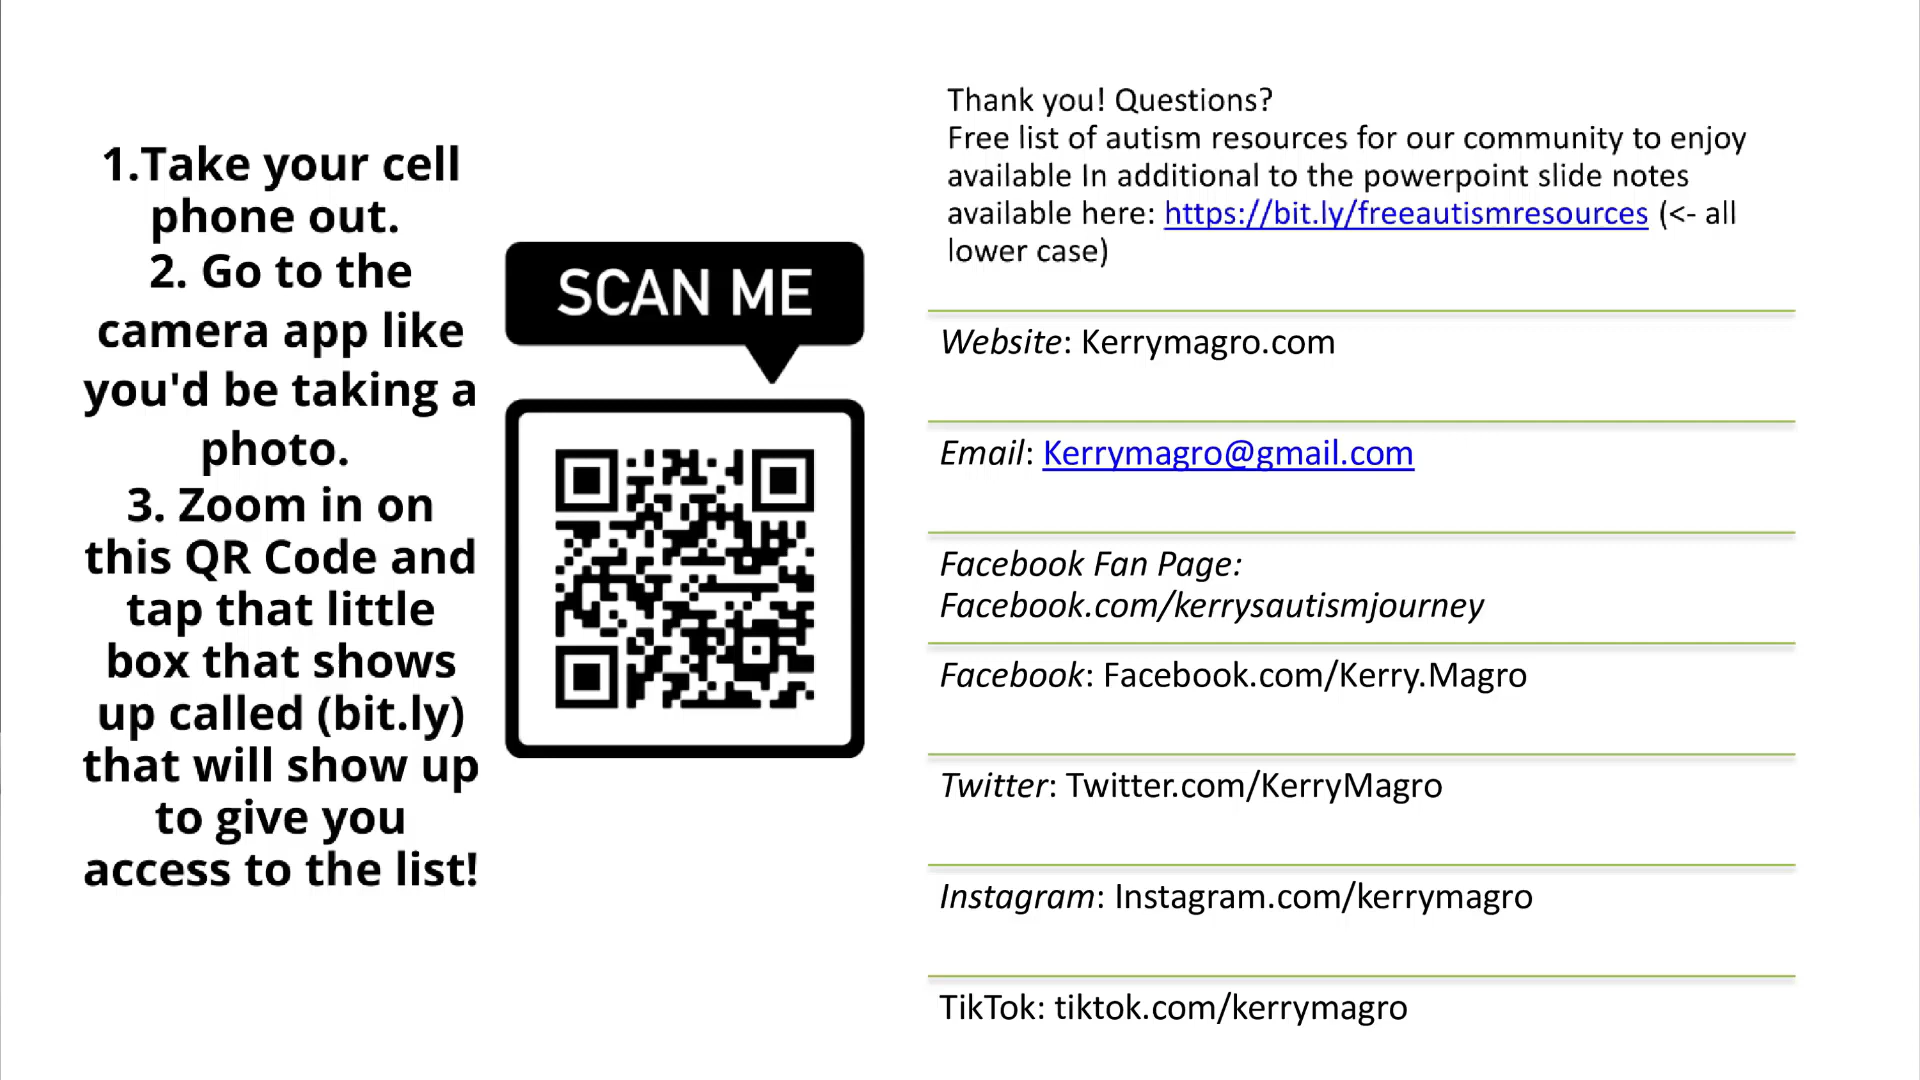 1.Take your cell
phone out.
2. Go to the
camera app like
you'd be taking a
photo.
3. Zoom in on
this QR Code and
tap that little
box that shows
up called (bit.ly)
that will show up
to give you
access to the list!
SCAN ME
Thank you! Questions?
Free list of autism resources for our community to enjoy
available In additional to the powerpoint slide notes
available here: https://bit.ly/freeautismresources (<- all
lower case)
Website: Kerrymagro.com
Email: Kerrymagro@gmail.com
Facebook Fan Page:
Facebook.com/kerrysautismjourney
Facebook: Facebook.com/Kerry.Magro
Twitter: Twitter.com/KerryMagro
Instagram: Instagram.com/kerrymagro
TikTok: tiktok.com/kerrymagro